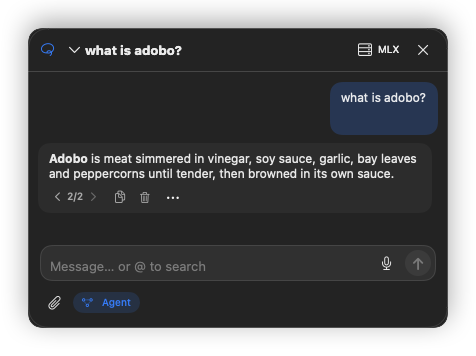 what is adobo?
MLX
what is adobo?
Adobo is meat simmered in vinegar, soy sauce, garlic, bay leaves
and peppercorns until tender, then browned in its own sauce.
2/2
Message... or @ to search
Agent